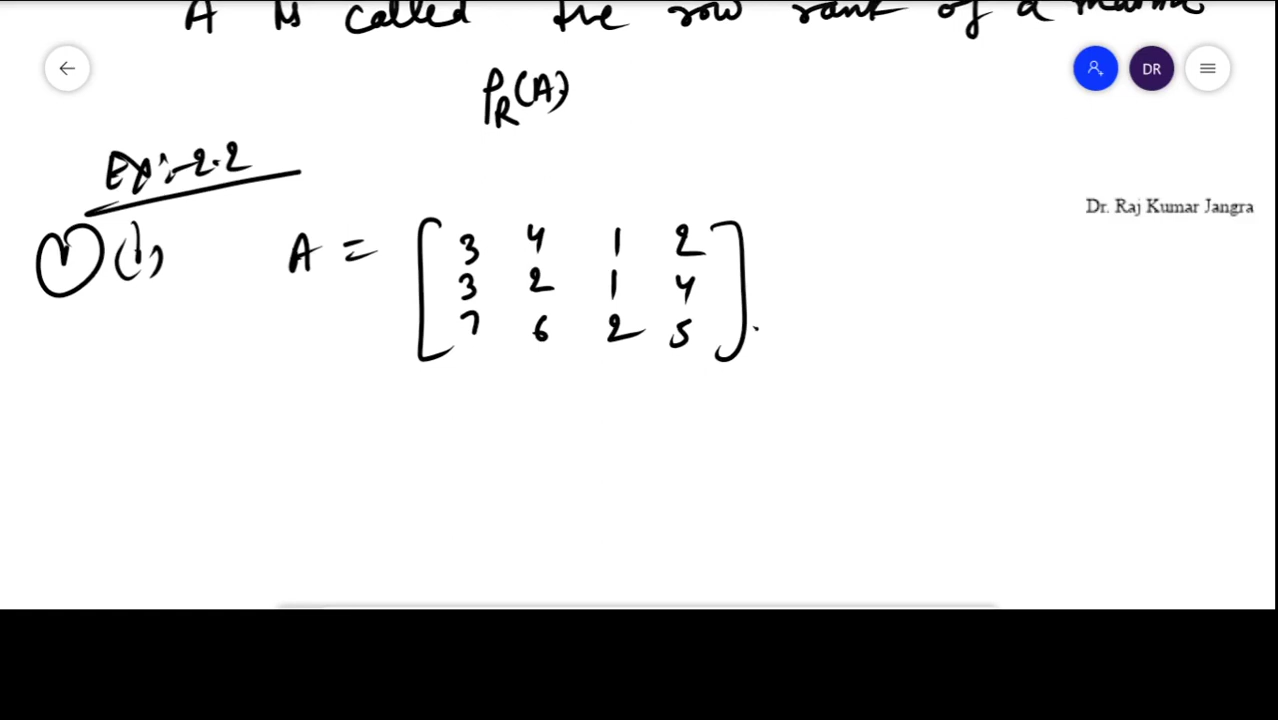 A is called the row rank of a matrix
ρR(A)
DR
Ex:-2.2
Dr. Raj Kumar Jangra
(i) A = [3 4 1 2
3 2 1 4
7 6 2 5].